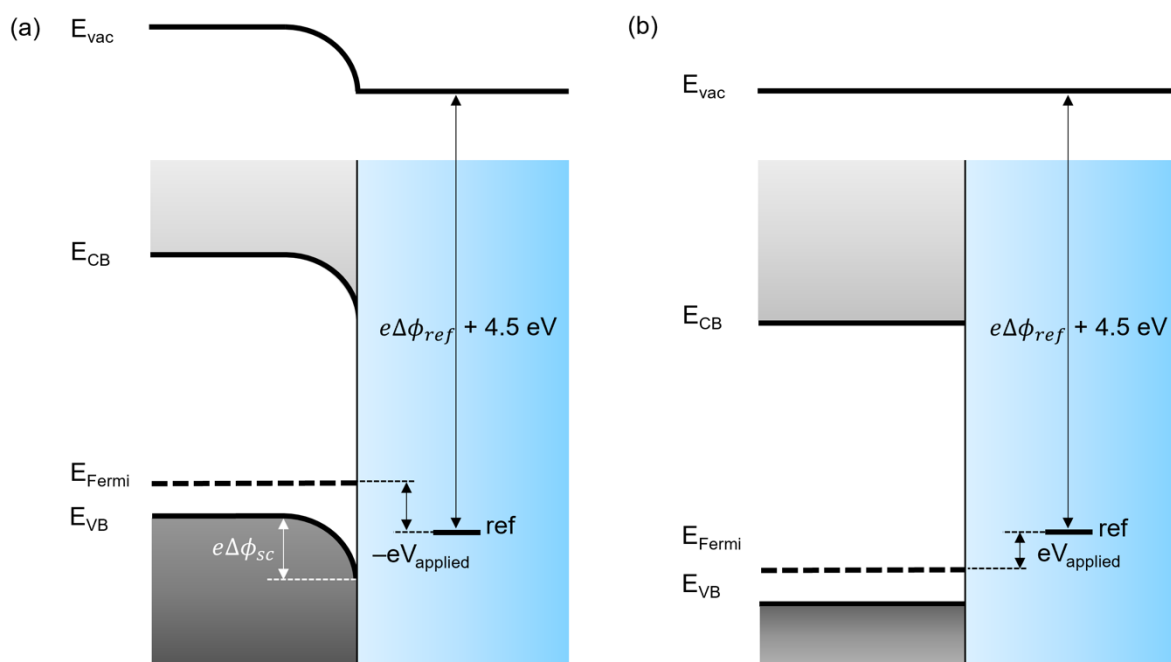 (a)
E_vac
E_CB
eΔϕ_ref + 4.5 eV
E_Fermi
E_VB
ref
eΔϕ_sc
–eV_applied
(b)
E_vac
E_CB
eΔϕ_ref + 4.5 eV
ref
E_Fermi
eV_applied
E_VB